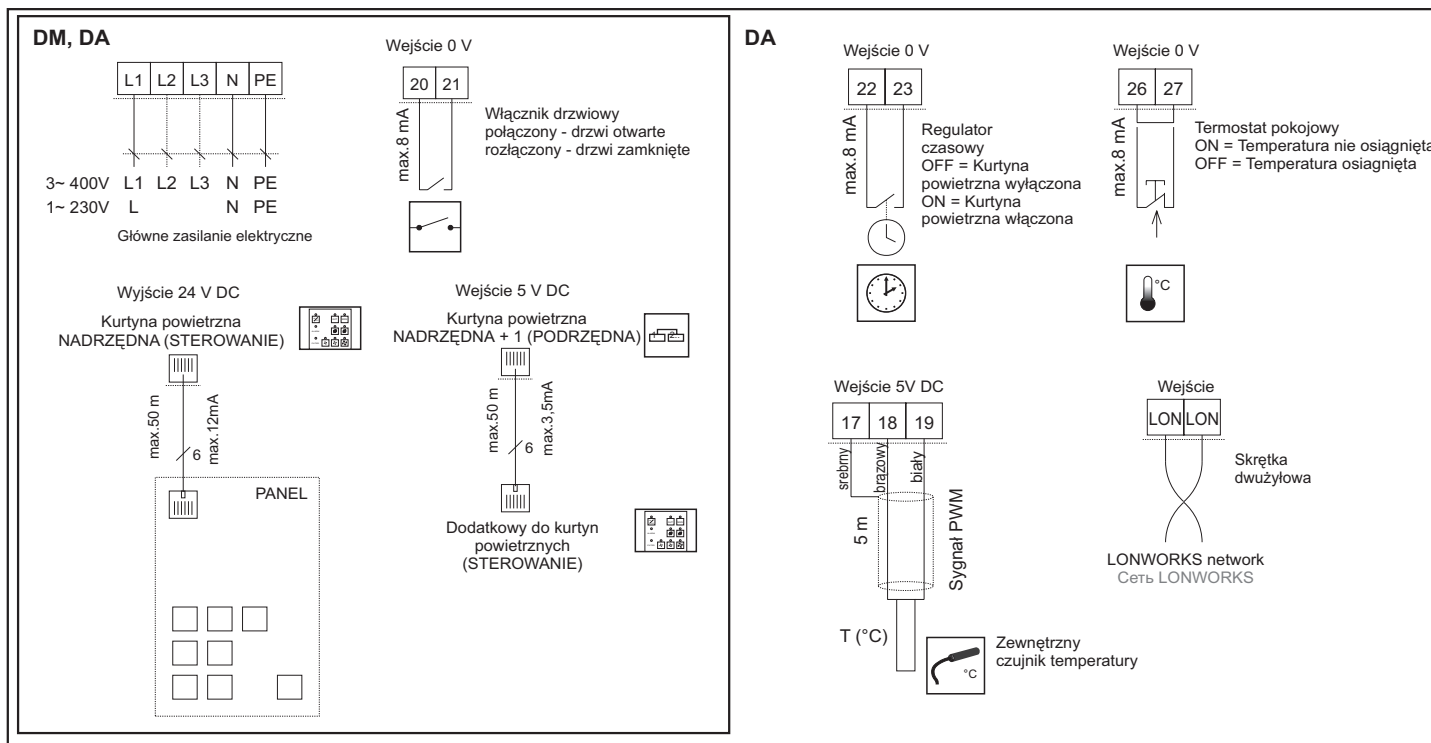 DM, DA
L1 L2 L3 N PE
3~ 400V L1 L2 L3 N PE
1~ 230V L N PE
Główne zasilanie elektryczne
Wejście 0 V
20 21
max.8 mA
Włącznik drzwiowy
połączony - drzwi otwarte
rozłączony - drzwi zamknięte
Wyjście 24 V DC
Kurtyna powietrzna
NADRZĘDNA (STEROWANIE)
max.50 m
max.12mA
6
PANEL
Wejście 5 V DC
Kurtyna powietrzna
NADRZĘDNA + 1 (PODRZĘDNA)
max.50 m
max.3,5mA
6
Dodatkowy do kurtyn
powietrznych
(STEROWANIE)
DA
Wejście 0 V
22 23
max.8 mA
Regulator
czasowy
OFF = Kurtyna
powietrzna wyłączona
ON = Kurtyna
powietrzna włączona
Wejście 0 V
26 27
max.8 mA
Termostat pokojowy
ON = Temperatura nie osiągnięta
OFF = Temperatura osiagnięta
°C
Wejście 5V DC
17 18 19
srebrny
brązowy
biały
5 m
Sygnał PWM
T (°C)
°C
Zewnętrzny
czujnik temperatury
Wejście
LON LON
Skrętka
dwużyłowa
LONWORKS network
Сеть LONWORKS